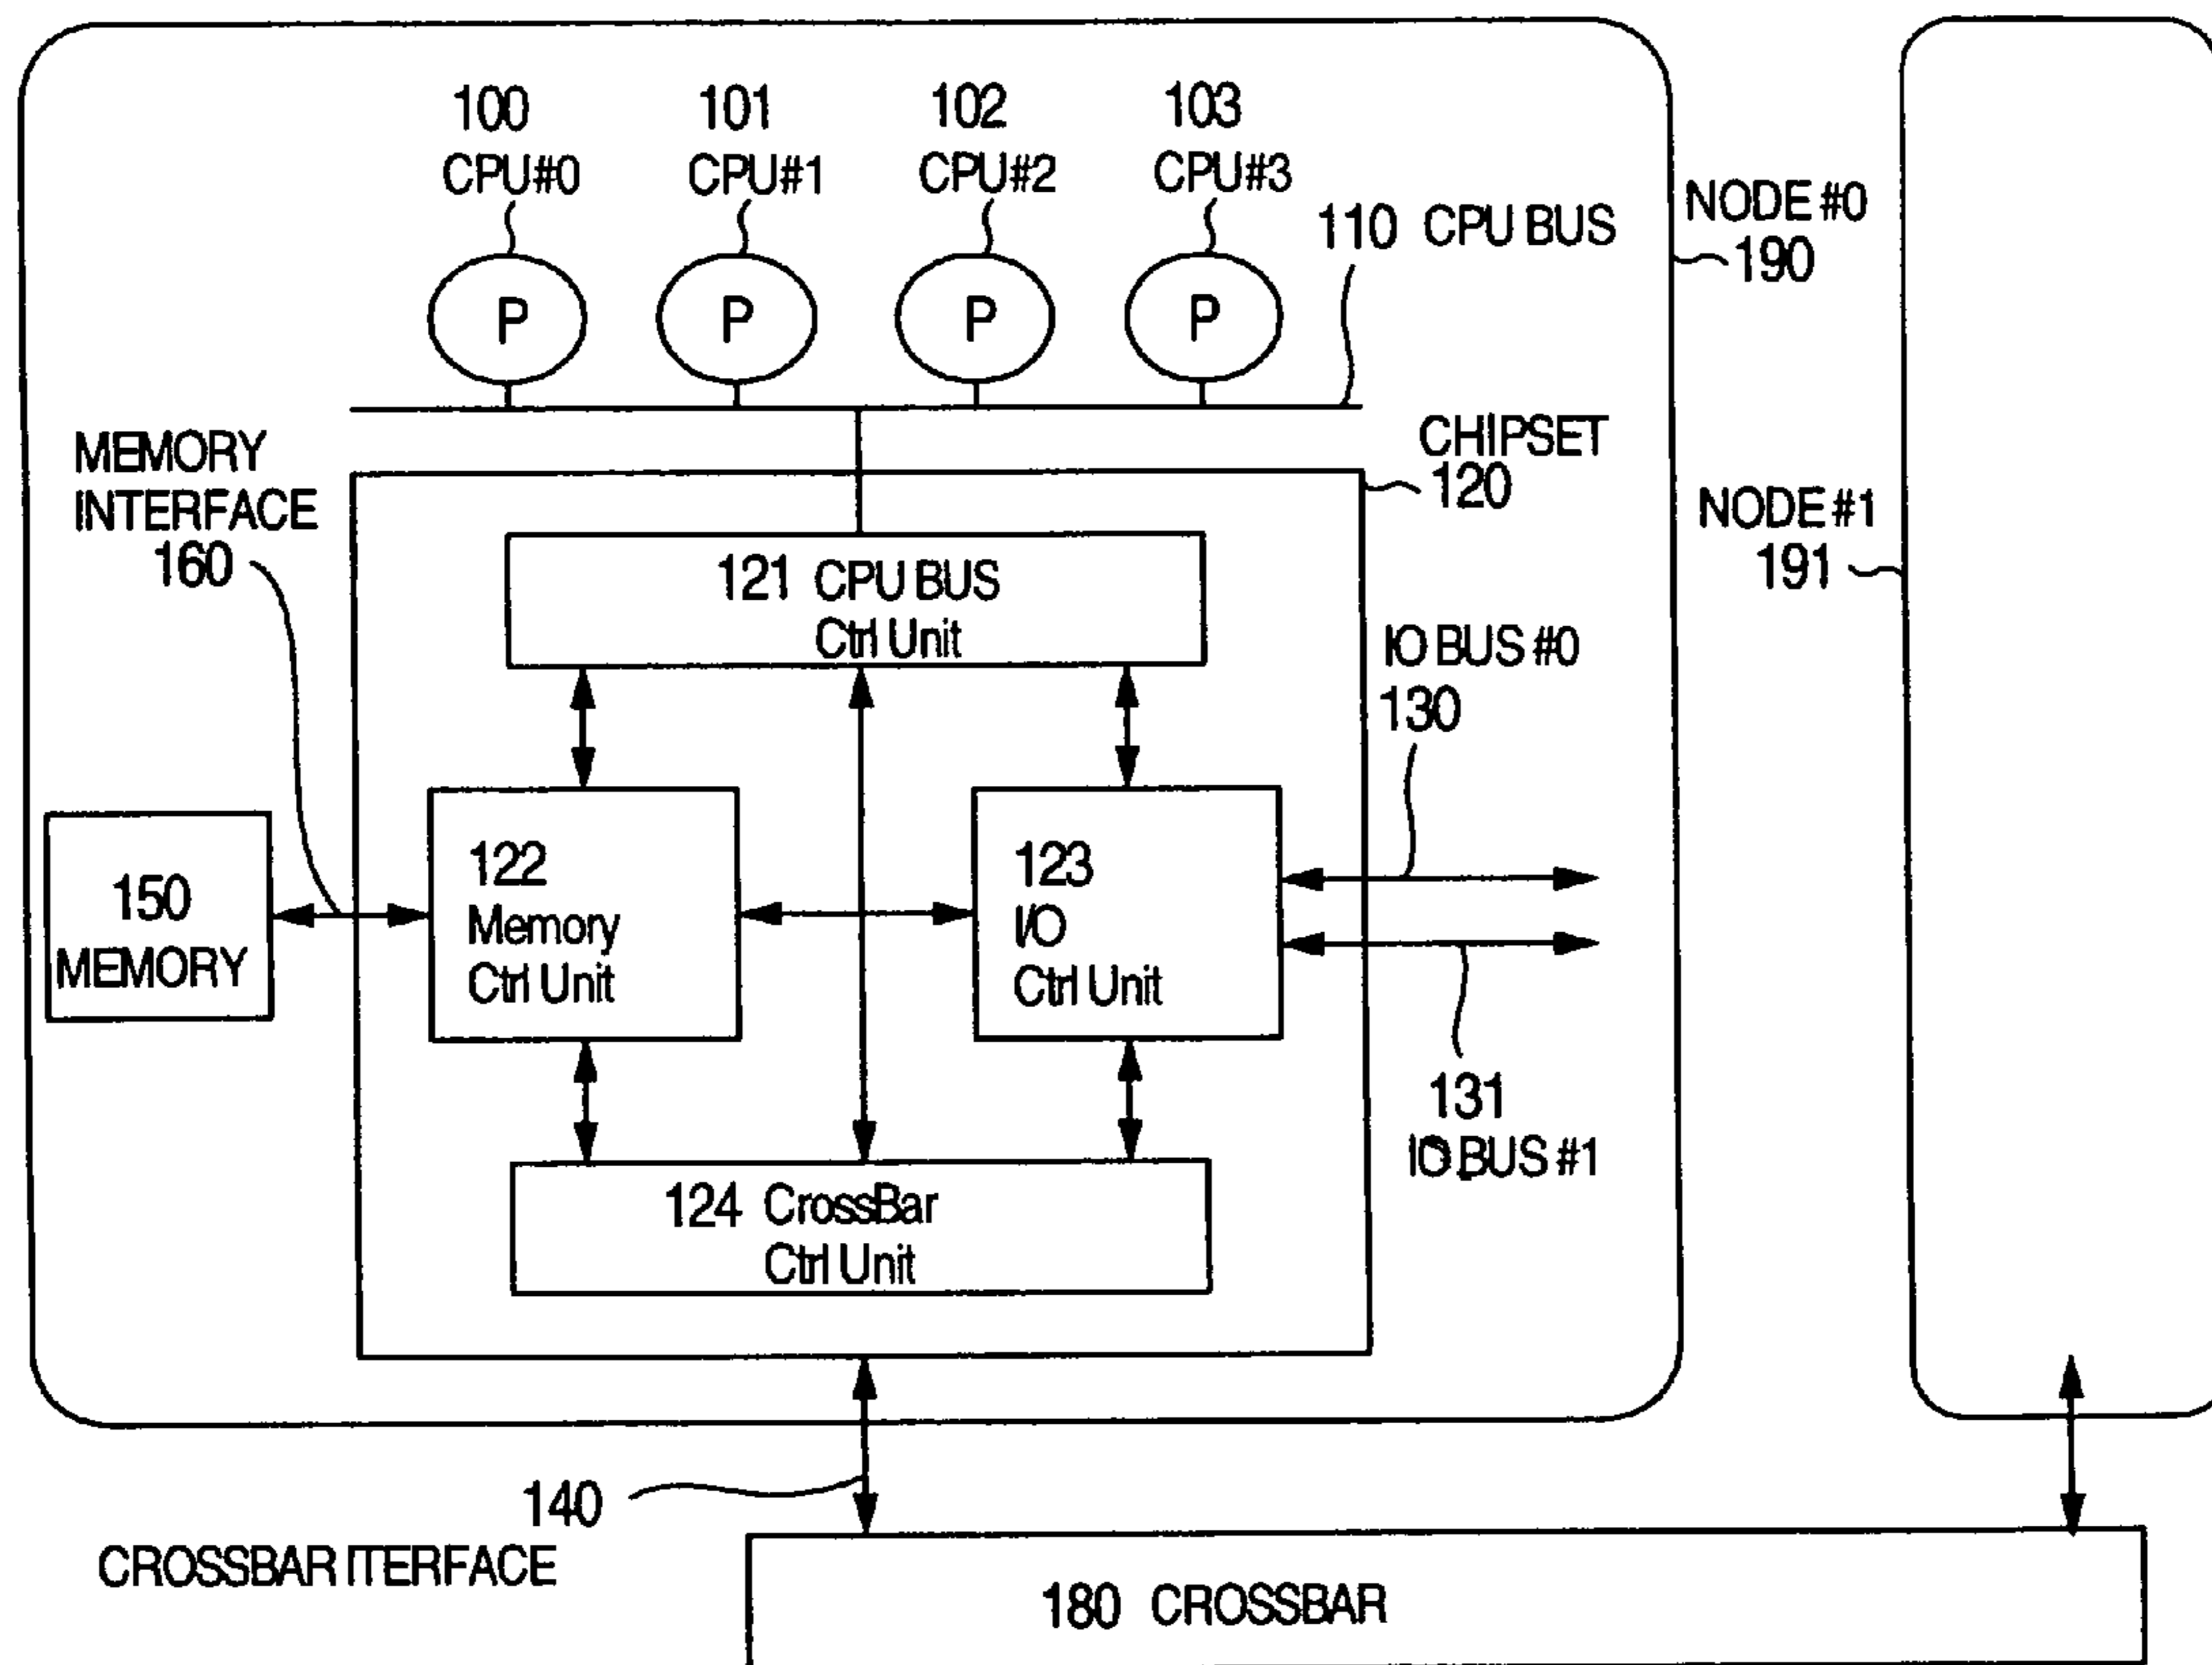 100
CPU#0
101
CPU#1
102
CPU#2
103
CPU#3
110 CPU BUS
NODE #0
190
P
P
P
P
CHIPSET
120
MEMORY
INTERFACE
160
NODE #1
191
121 CPU BUS
Ctrl Unit
IO BUS #0
130
122
Memory
Ctrl Unit
123
I/O
Ctrl Unit
150
MEMORY
131
IO BUS #1
124 CrossBar
Ctrl Unit
140
CROSSBAR ITERFACE
180 CROSSBAR